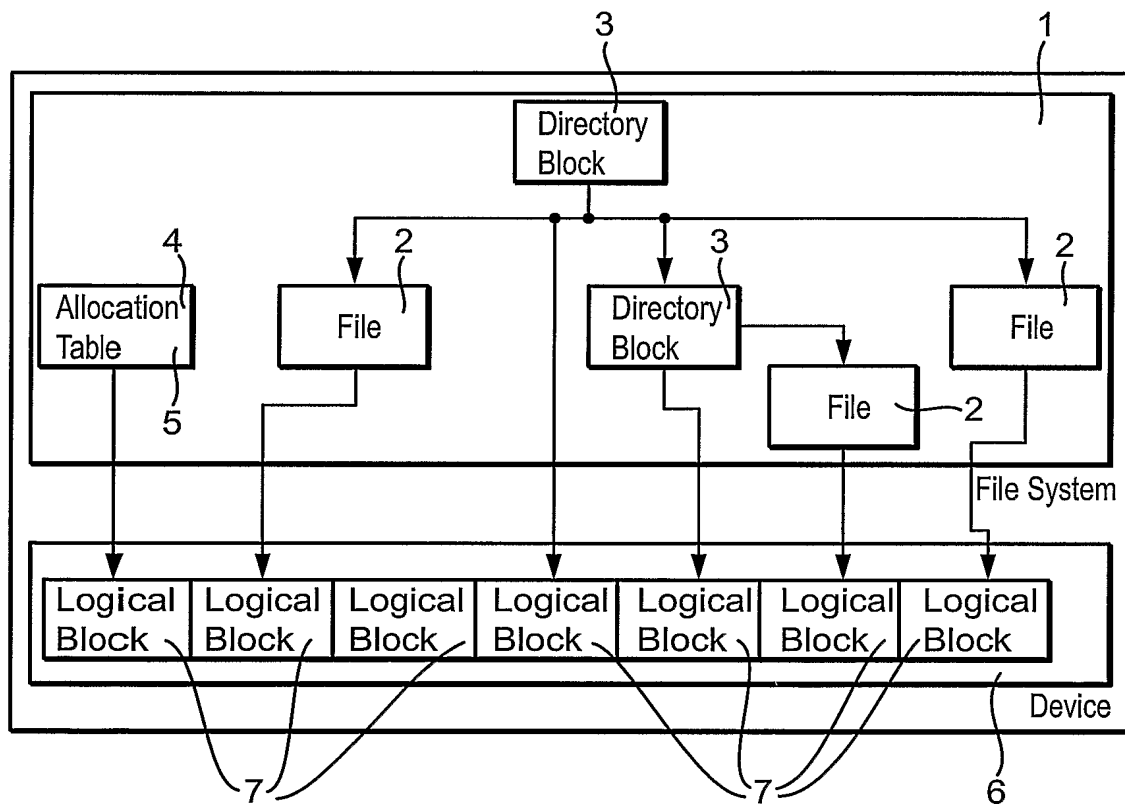 3
1
Directory
Block
4
2
3
2
Allocation
Table
File
Directory
Block
File
5
File
2
File System
Logical
Block
Logical
Block
Logical
Block
Logical
Block
Logical
Block
Logical
Block
Logical
Block
Device
7
7
6